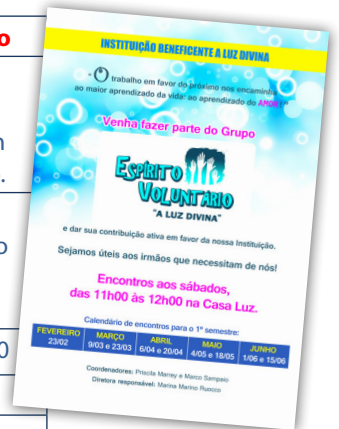 o
INSTITUIÇÃO BENEFICENTE A LUZ DIVINA
"O trabalho em favor do próximo nos encaminha
ao maior aprendizado da vida: ao aprendizado do AMOR!"
Venha fazer parte do Grupo
ESPÍRITO
VOLUNTÁRIO
"A LUZ DIVINA"
e dar sua contribuição ativa em favor da nossa Instituição.
Sejamos úteis aos irmãos que necessitam de nós!
Encontros aos sábados,
das 11h00 às 12h00 na Casa Luz.
Calendário de encontros para o 1º semestre:
FEVEREIRO MARÇO ABRIL MAIO JUNHO
23/02 9/03 e 23/03 6/04 e 20/04 4/05 e 18/05 1/06 e 15/06
Coordenadores: Priscila Marrey e Marco Sampaio
Diretora responsável: Marina Marino Ruocco